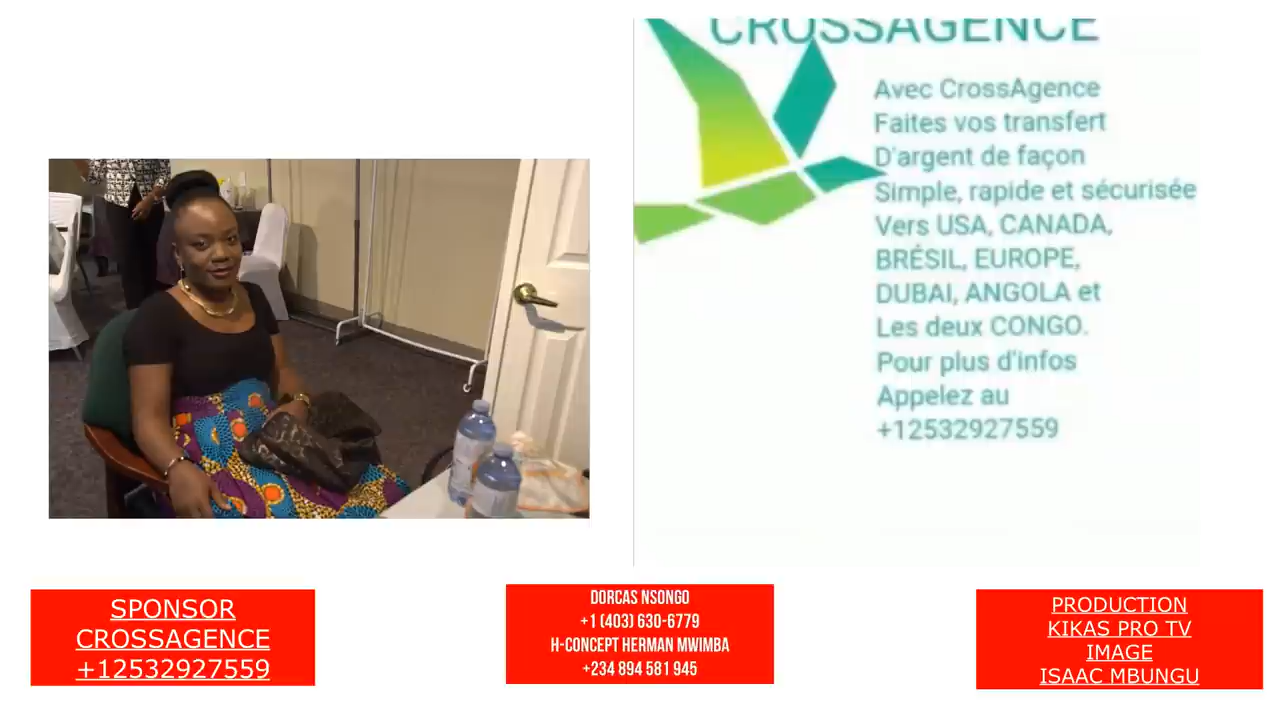 CROSSAGENCE
Avec CrossAgence
Faites vos transfert
D'argent de façon
Simple, rapide et sécurisée
Vers USA, CANADA,
BRÉSIL, EUROPE,
DUBAI, ANGOLA et
Les deux CONGO.
Pour plus d'infos
Appelez au
+12532927559
SPONSOR
CROSSAGENCE
+12532927559
DORCAS NSONGO
+1 (403) 630-6779
H-CONCEPT HERMAN MWIMBA
+234 894 581 945
PRODUCTION
KIKAS PRO TV
IMAGE
ISAAC MBUNGU